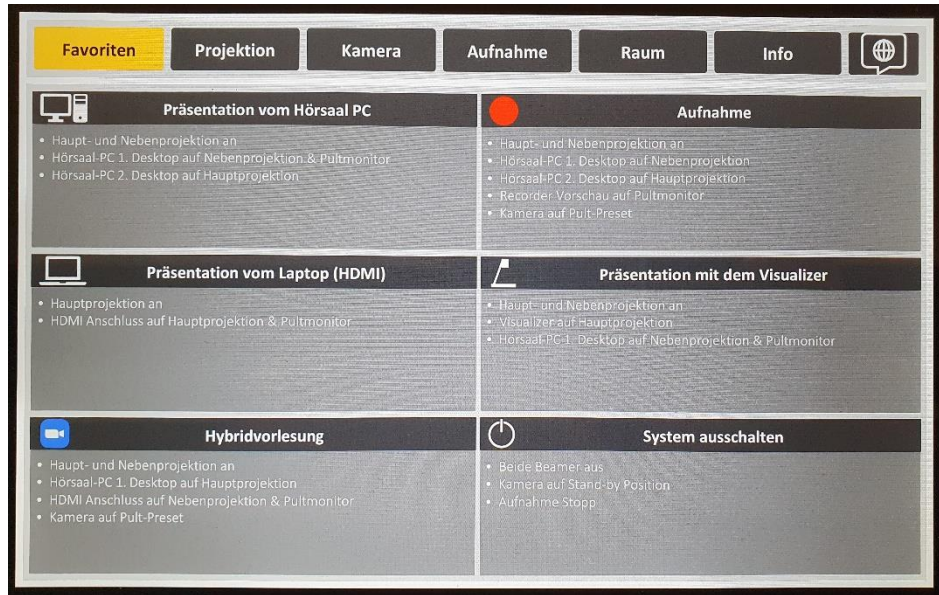 Favoriten
Projektion
Kamera
Aufnahme
Raum
Info
Präsentation vom Hörsaal PC
• Haupt- und Nebenprojektion an
• Hörsaal-PC 1. Desktop auf Nebenprojektion & Pultmonitor
• Hörsaal-PC 2. Desktop auf Hauptprojektion
Aufnahme
• Haupt- und Nebenprojektion an
• Hörsaal-PC 1. Desktop auf Nebenprojektion
• Hörsaal-PC 2. Desktop auf Hauptprojektion
• Recorder Vorschau auf Pultmonitor
• Kamera auf Pult-Preset
Präsentation vom Laptop (HDMI)
• Hauptprojektion an
• HDMI Anschluss auf Hauptprojektion & Pultmonitor
Präsentation mit dem Visualizer
• Haupt- und Nebenprojektion an
• Visualizer auf Hauptprojektion
• Hörsaal-PC 1. Desktop auf Nebenprojektion & Pultmonitor
Hybridvorlesung
• Haupt- und Nebenprojektion an
• Hörsaal-PC 1. Desktop auf Hauptprojektion
• HDMI Anschluss auf Nebenprojektion & Pultmonitor
• Kamera auf Pult-Preset
System ausschalten
• Beide Beamer aus
• Kamera auf Stand-by Position
• Aufnahme Stopp